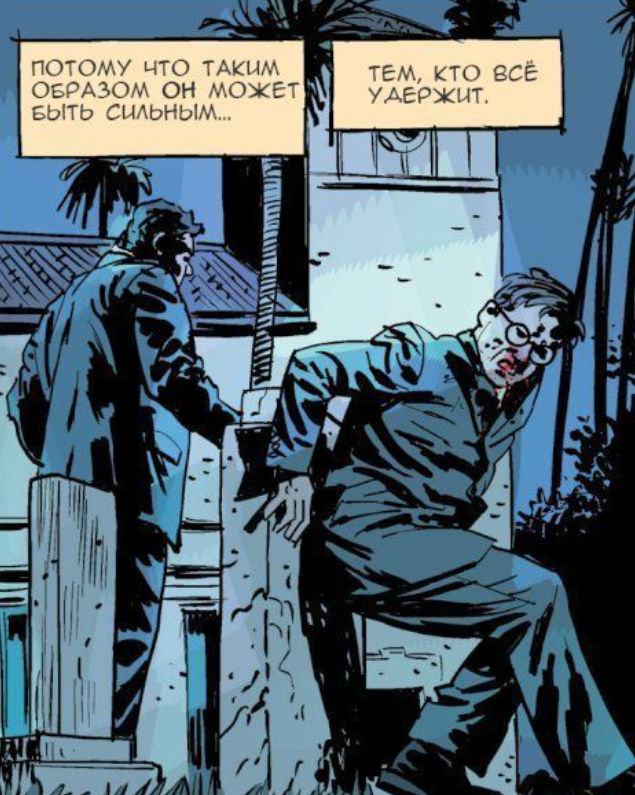 ПОТОМУ ЧТО ТАКИМ
ОБРАЗОМ ОН МОЖЕТ
БЫТЬ СИЛЬНЫМ...
ТЕМ, КТО ВСЁ
УДЕРЖИТ.